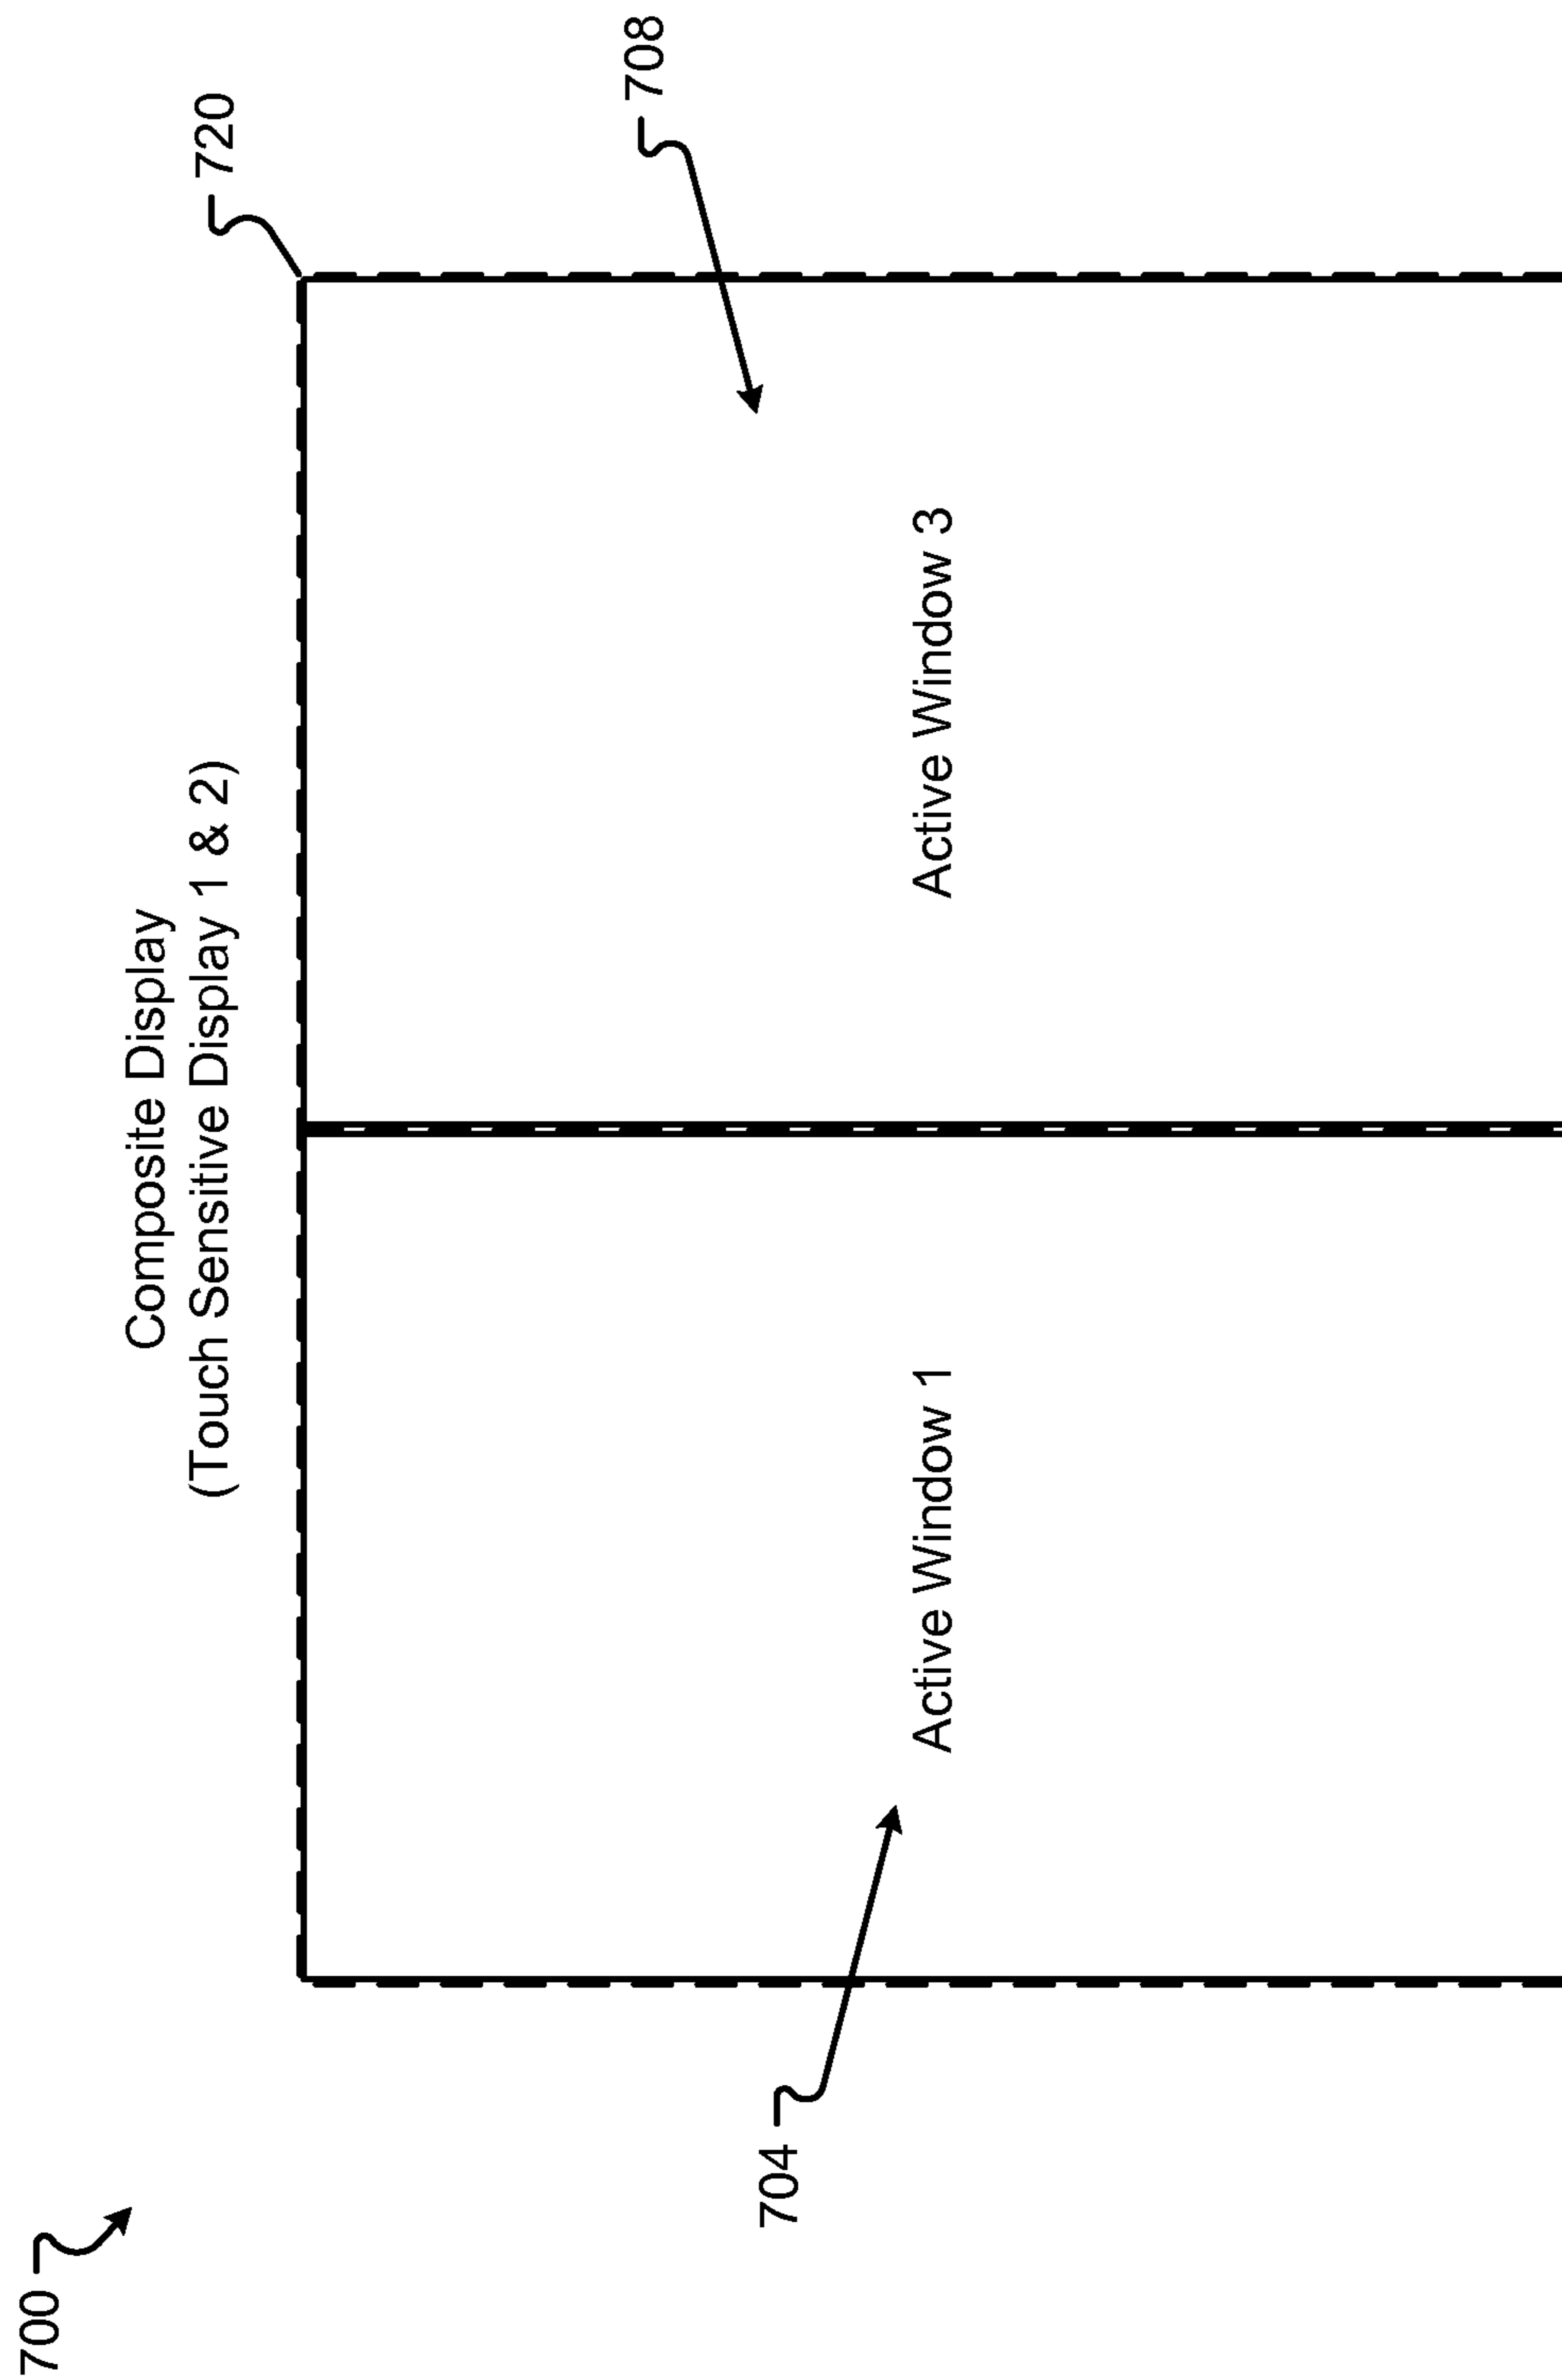 700
Composite Display
(Touch Sensitive Display 1 & 2)
720
708
704
Active Window 1
Active Window 3